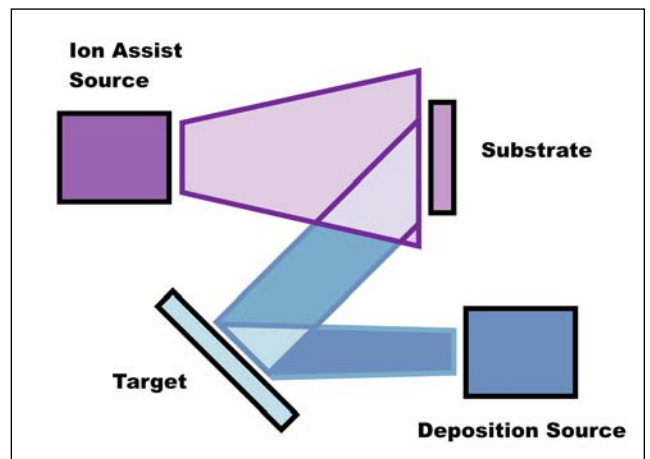 Ion Assist
Source
Substrate
Target
Deposition Source